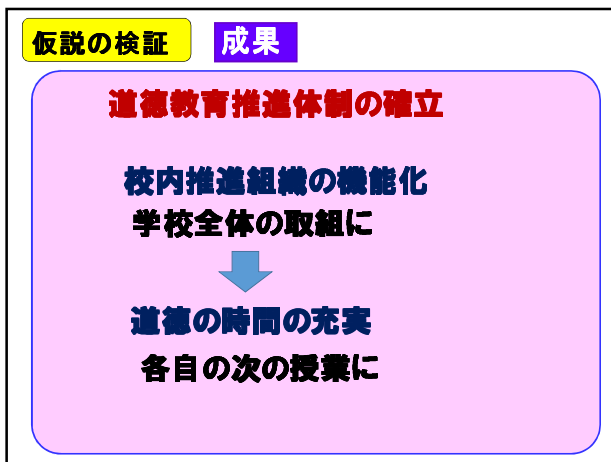 仮説の検証 成果
道徳教育推進体制の確立
校内推進組織の機能化
学校全体の取組に
道徳の時間の充実
各自の次の授業に